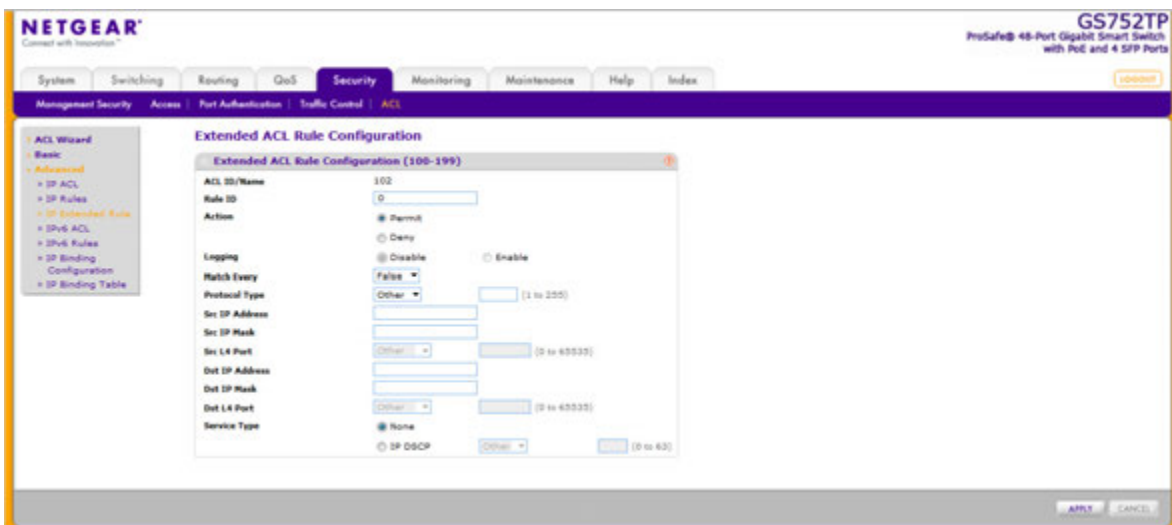 NETGEAR®
Connect with Innovation™
GS752TP
ProSafe® 48-Port Gigabit Smart Switch
with PoE and 4 SFP Ports
System Switching Routing QoS Security Monitoring Maintenance Help Index
LOGOUT
Management Security Access Port Authentication Traffic Control ACL
ACL Wizard
Basic
Advanced
IP ACL
IP Rules
IP Extended Rule
IPv6 ACL
IPv6 Rules
IP Binding
Configuration
IP Binding Table
Extended ACL Rule Configuration
Extended ACL Rule Configuration (100-199)
ACL ID/Name 102
Rule ID 0
Action Permit
Deny
Logging Disable Enable
Match Every False
Protocol Type Other (1 to 255)
Src IP Address
Src IP Mask
Src L4 Port Other (0 to 65535)
Dst IP Address
Dst IP Mask
Dst L4 Port Other (0 to 65535)
Service Type None
IP DSCP Other (0 to 63)
APPLY CANCEL